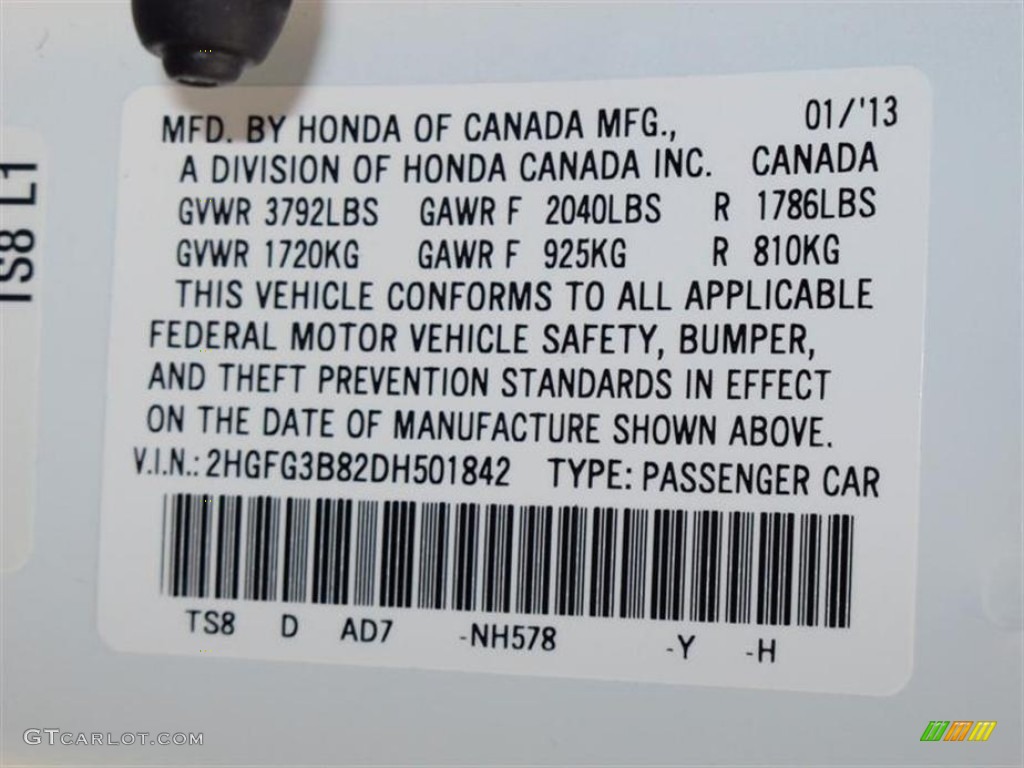 MFD. BY HONDA OF CANADA MFG., 01/'13
A DIVISION OF HONDA CANADA INC. CANADA
GVWR 3792LBS GAWR F 2040LBS R 1786LBS
GVWR 1720KG GAWR F 925KG R 810KG
THIS VEHICLE CONFORMS TO ALL APPLICABLE
FEDERAL MOTOR VEHICLE SAFETY, BUMPER,
AND THEFT PREVENTION STANDARDS IN EFFECT
ON THE DATE OF MANUFACTURE SHOWN ABOVE.
V.I.N.: 2HGFG3B82DH501842 TYPE: PASSENGER CAR
TS8 D AD7 -NH578 -Y -H
TS8 L1
GTCARLOT.COM